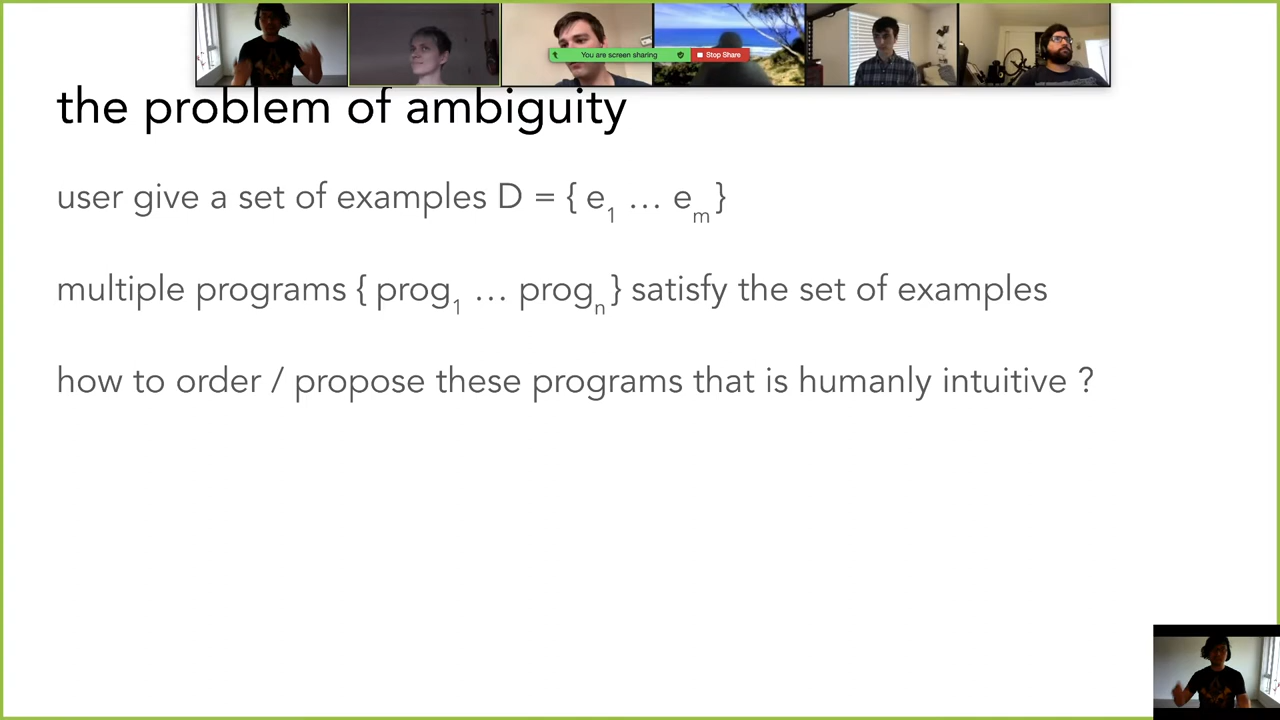 You are screen sharing Stop Share
the problem of ambiguity
user give a set of examples D = { e1 … em }
multiple programs { prog1 … progn } satisfy the set of examples
how to order / propose these programs that is humanly intuitive ?